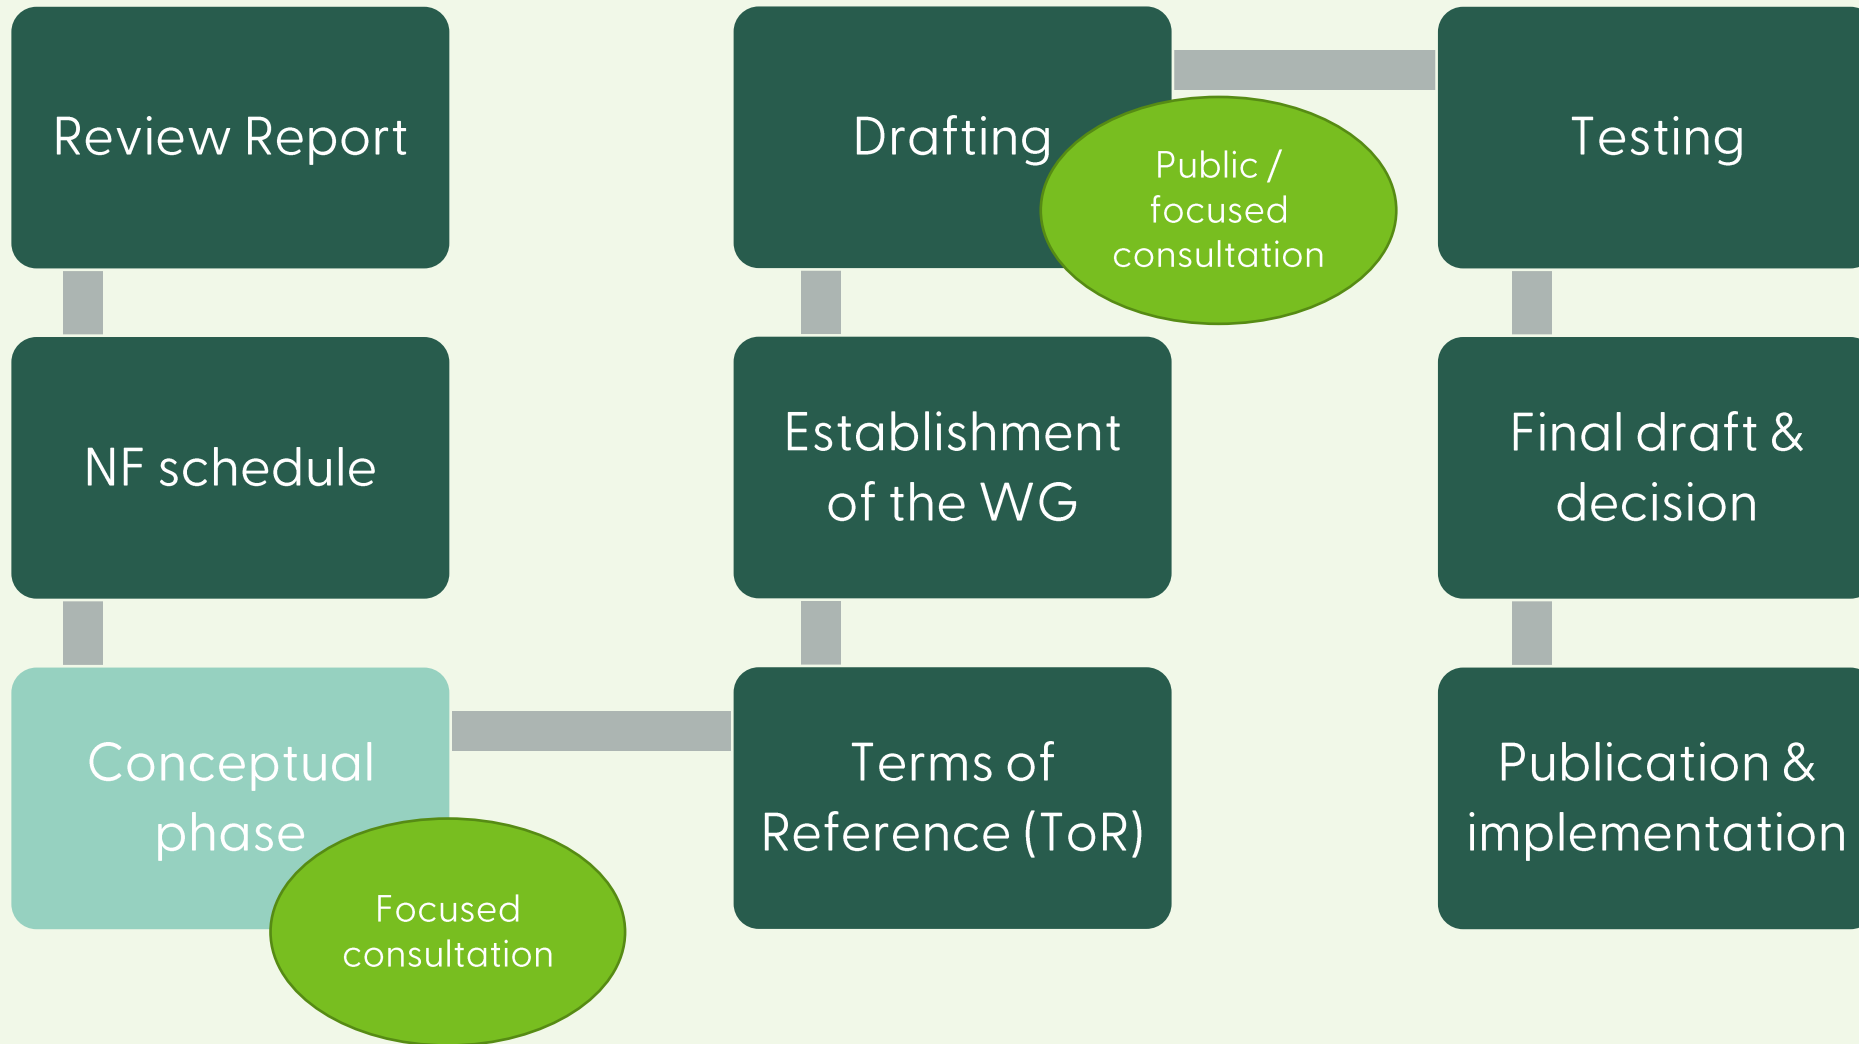 Review Report
NF schedule
Conceptual
phase
Focused
consultation
Terms of
Reference (ToR)
Establishment
of the WG
Drafting
Public /
focused
consultation
Testing
Final draft &
decision
Publication &
implementation